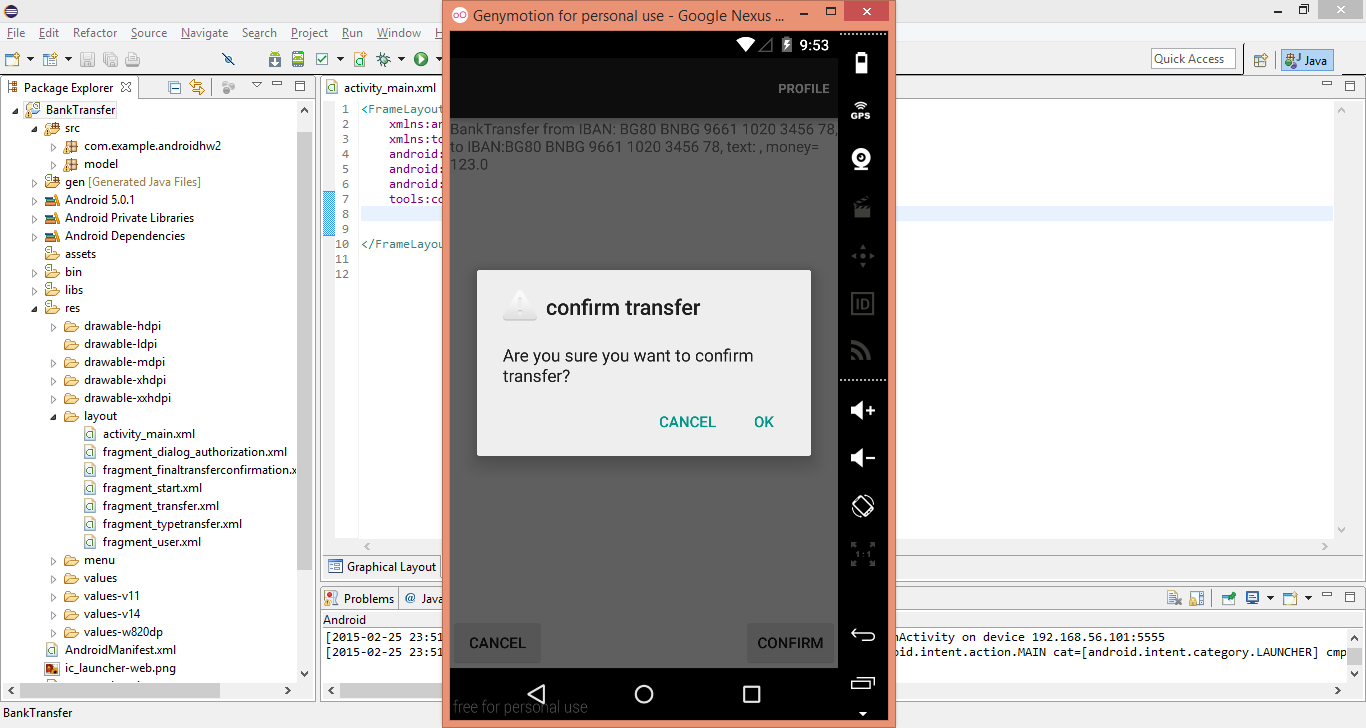 Genymotion for personal use - Google Nexus ...
File Edit Refactor Source Navigate Search Project Run Window
Quick Access
Java
Package Explorer
BankTransfer
src
com.example.androidhw2
model
gen [Generated Java Files]
Android 5.0.1
Android Private Libraries
Android Dependencies
assets
bin
libs
res
drawable-hdpi
drawable-ldpi
drawable-mdpi
drawable-xhdpi
drawable-xxhdpi
layout
activity_main.xml
fragment_dialog_authorization.xml
fragment_finaltransferconfirmation.x
fragment_start.xml
fragment_transfer.xml
fragment_typetransfer.xml
fragment_user.xml
menu
values
values-v11
values-v14
values-w820dp
AndroidManifest.xml
ic_launcher-web.png
BankTransfer
activity_main.xml
1 <FrameLayout
2 xmlns:an
3 xmlns:to
4 android:
5 android:
6 android:
7 tools:co
8
9
10 </FrameLayou
11
12
Graphical Layout
Problems @ Java
Android
[2015-02-25 23:51
nActivity on device 192.168.56.101:5555
[2015-02-25 23:51
oid.intent.action.MAIN cat=[android.intent.category.LAUNCHER] cmp
9:53
PROFILE
BankTransfer from IBAN: BG80 BNBG 9661 1020 3456 78,
to IBAN:BG80 BNBG 9661 1020 3456 78, text: , money=
123.0
confirm transfer
Are you sure you want to confirm
transfer?
CANCEL OK
CANCEL CONFIRM
free for personal use
GPS
ID
1:1